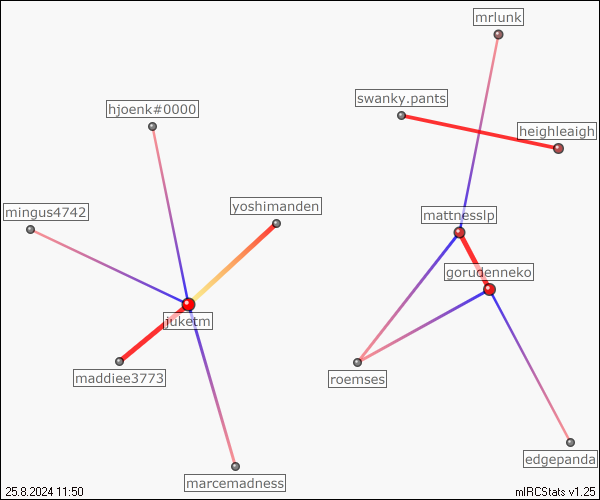 mrlunk
swanky.pants
hjoenk#0000
heighleaigh
yoshimanden
mingus4742
mattnesslp
gorudenneko
juketm
maddiee3773
roemses
edgepanda
marcemadness
25.8.2024 11:50
mIRCStats v1.25